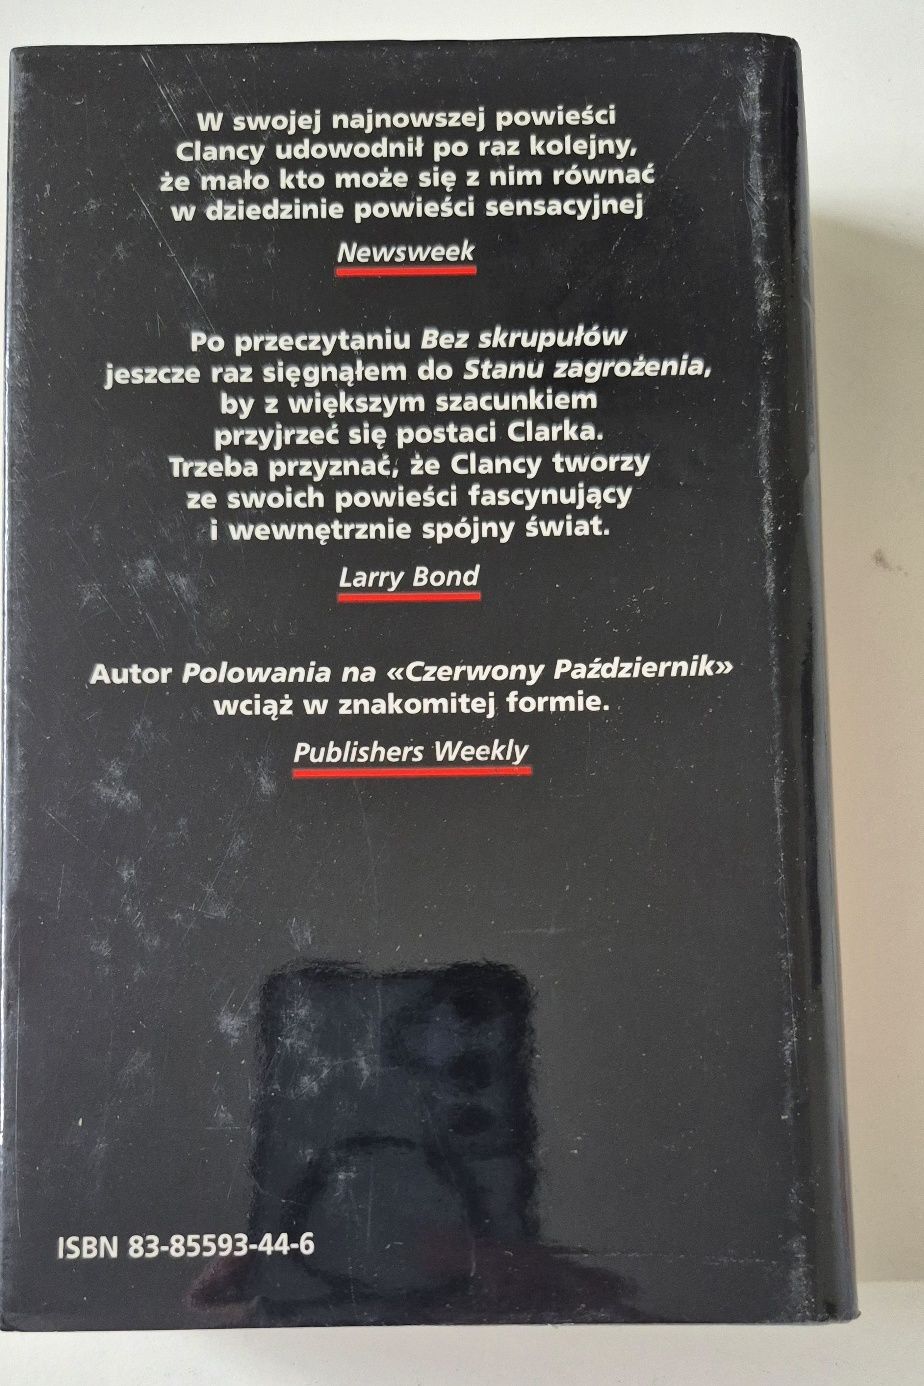 W swojej najnowszej powieści
Clancy udowodnił po raz kolejny,
że mało kto może się z nim równać
w dziedzinie powieści sensacyjnej
Newsweek
Po przeczytaniu Bez skrupułów
jeszcze raz sięgnąłem do Stanu zagrożenia,
by z większym szacunkiem
przyjrzeć się postaci Clarka.
Trzeba przyznać, że Clancy tworzy
ze swoich powieści fascynujący
i wewnętrznie spójny świat.
Larry Bond
Autor Polowania na «Czerwony Październik»
wciąż w znakomitej formie.
Publishers Weekly
ISBN 83-85593-44-6